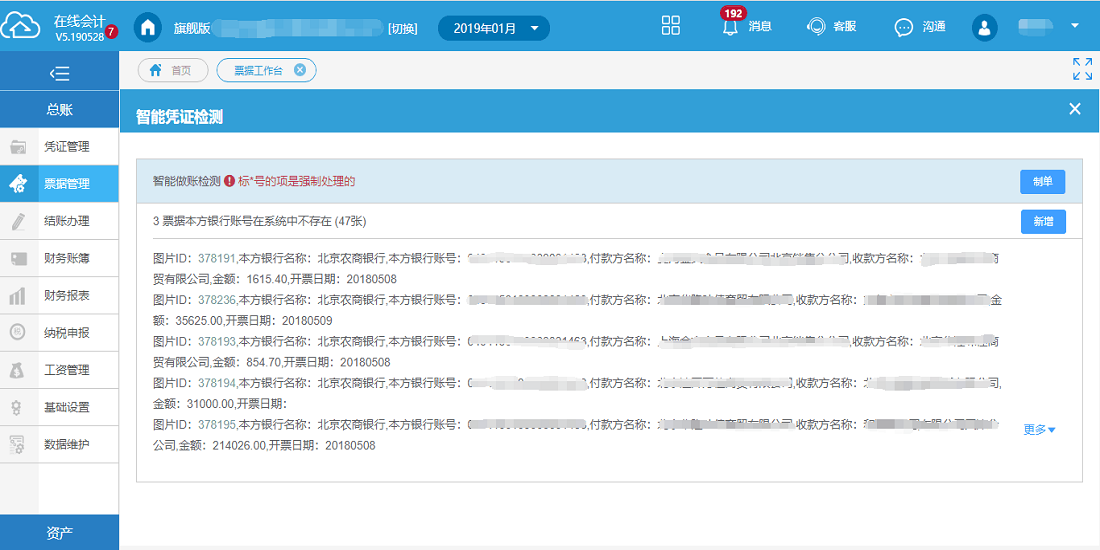 在线会计
V5.190528
7
旗舰版
[切换]
2019年01月
192
消息
客服
沟通
首页
票据工作台
总账
凭证管理
票据管理
结账办理
财务账簿
财务报表
纳税申报
工资管理
基础设置
数据维护
资产
智能凭证检测
智能做账检测 标*号的项是强制处理的
制单
3 票据本方银行账号在系统中不存在 (47张)
新增
图片ID：378191,本方银行名称：北京农商银行,本方银行账号： ,付款方名称： ,收款方名称： 商
贸有限公司,金额：1615.40,开票日期：20180508
图片ID：378236,本方银行名称：北京农商银行,本方银行账号： ,付款方名称： ,收款方名称： 金
额：35625.00,开票日期：20180509
图片ID：378193,本方银行名称：北京农商银行,本方银行账号： ,付款方名称： ,收款方名称： 商
贸有限公司,金额：854.70,开票日期：20180508
图片ID：378194,本方银行名称：北京农商银行,本方银行账号： ,付款方名称： ,收款方名称： 公司,
金额：31000.00,开票日期：
图片ID：378195,本方银行名称：北京农商银行,本方银行账号： ,付款方名称： ,收款方名称：
公司,金额：214026.00,开票日期：20180508
更多